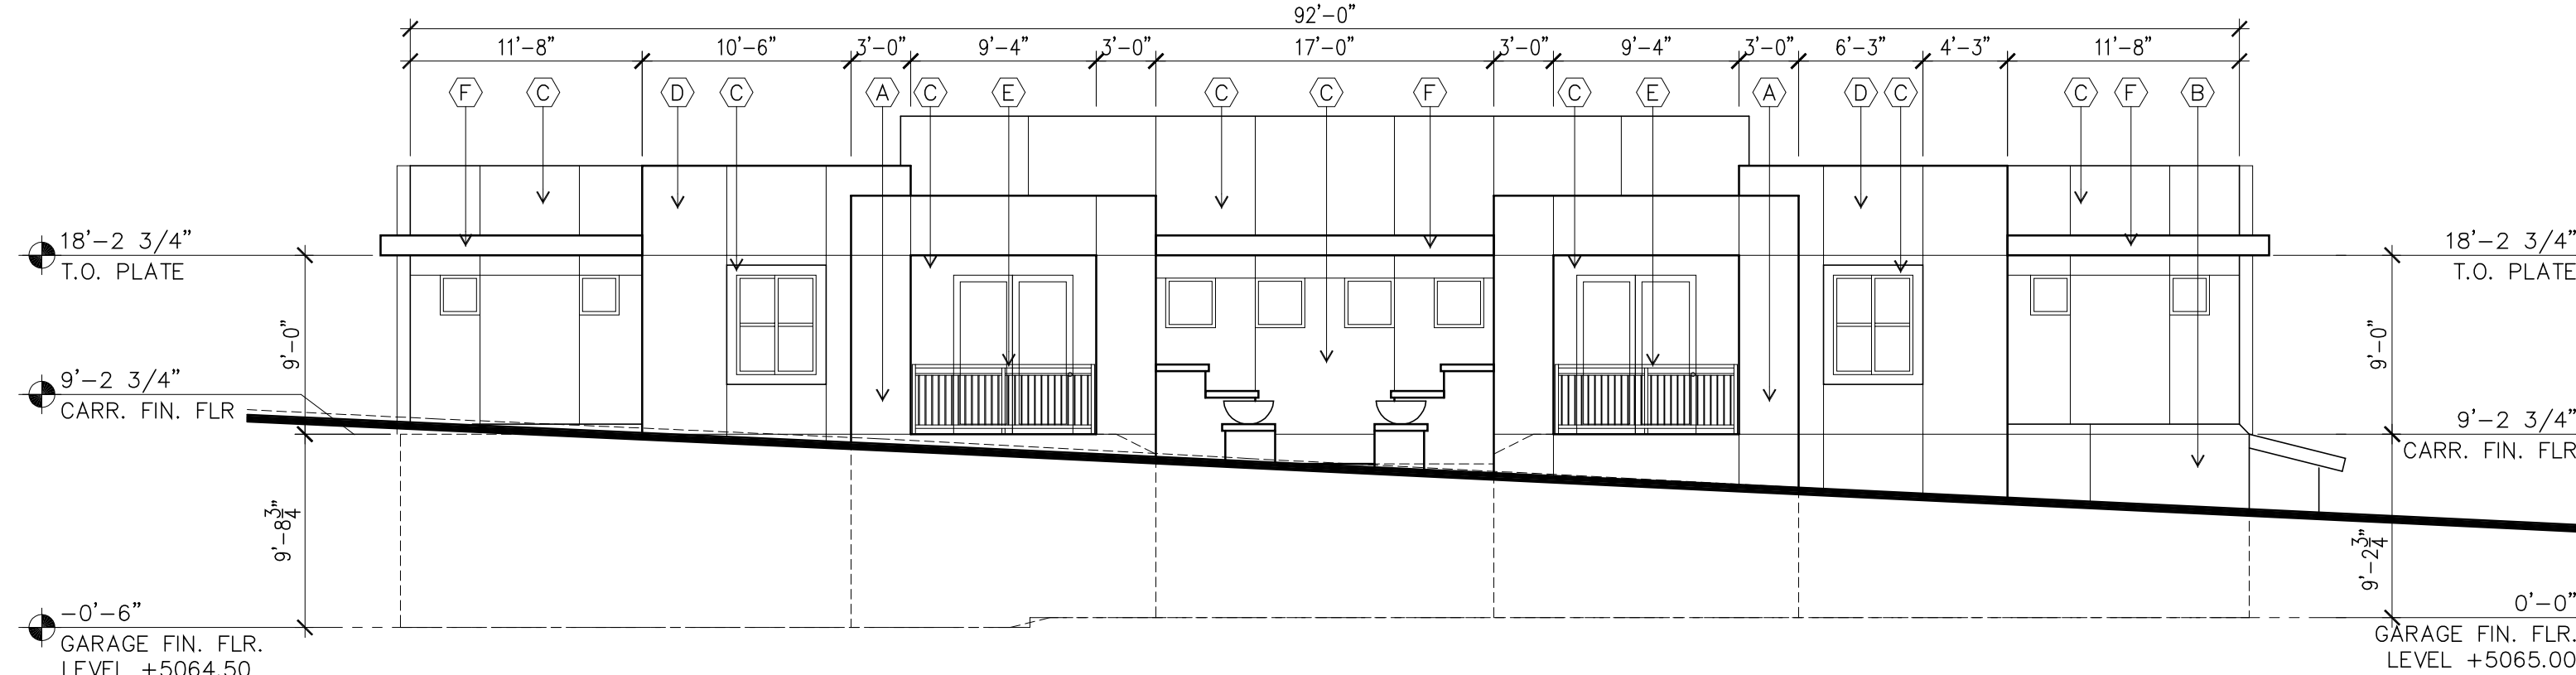 92'-0"
11'-8" 10'-6" 3'-0" 9'-4" 3'-0" 17'-0" 3'-0" 9'-4" 3'-0" 6'-3" 4'-3" 11'-8"
F C D C A C E C C F C E A D C C F B
18'-2 3/4"
T.O. PLATE
18'-2 3/4"
T.O. PLATE
9'-0"
9'-0"
9'-2 3/4"
CARR. FIN. FLR
9'-2 3/4"
CARR. FIN. FLR
9'-8 3/4"
9'-2 3/4"
-0'-6"
GARAGE FIN. FLR.
LEVEL +5064.50
0'-0"
GARAGE FIN. FLR.
LEVEL +5065.00